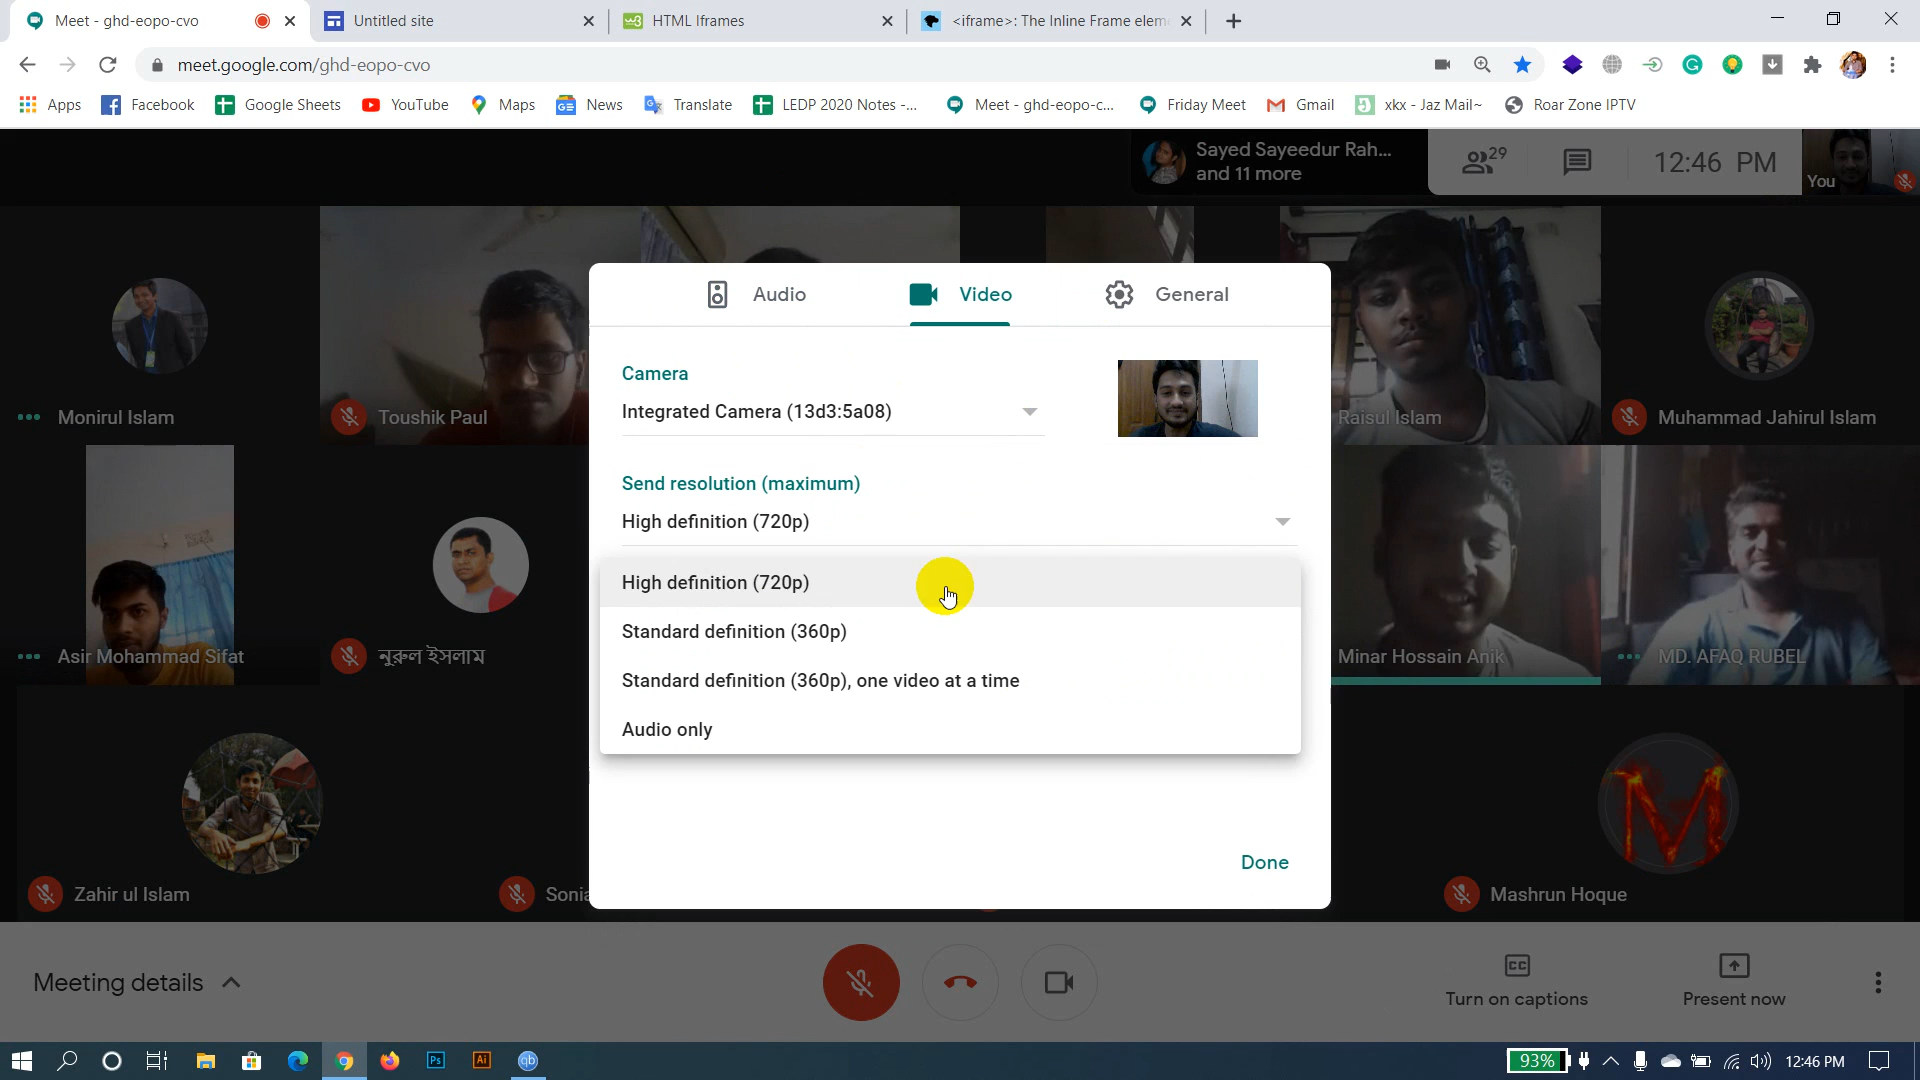 Meet - ghd-eopo-cvo
Untitled site
HTML Iframes
<iframe>: The Inline Frame elem
meet.google.com/ghd-eopo-cvo
Apps
Facebook
Google Sheets
YouTube
Maps
News
Translate
LEDP 2020 Notes -...
Meet - ghd-eopo-c...
Friday Meet
Gmail
xkx - Jaz Mail~
Roar Zone IPTV
Sayed Sayeedur Rah...
and 11 more
29
12:46 PM
You
Audio
Video
General
Camera
Integrated Camera (13d3:5a08)
Send resolution (maximum)
High definition (720p)
High definition (720p)
Standard definition (360p)
Standard definition (360p), one video at a time
Audio only
Done
Monirul Islam
Toushik Paul
Raisul Islam
Muhammad Jahirul Islam
Asir Mohammad Sifat
নুরুল ইসলাম
Minar Hossain Anik
MD. AFAQ RUBEL
Zahir ul Islam
Sonia
M
Mashrun Hoque
Meeting details
CC
Turn on captions
Present now
Ps
Ai
qb
93%
12:46 PM